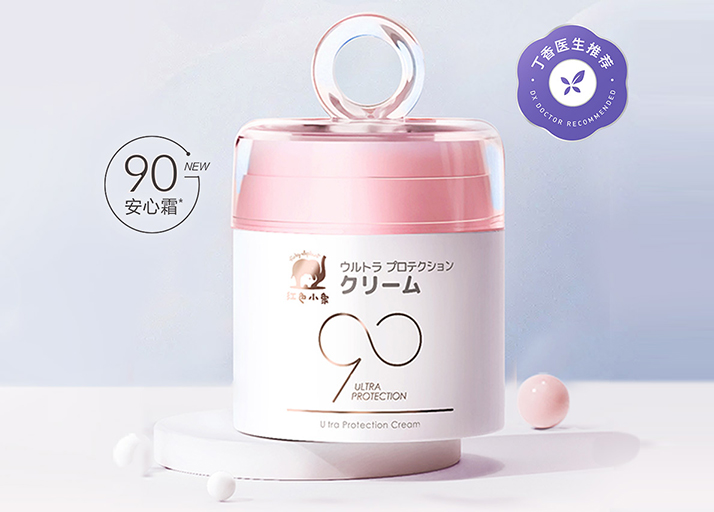 丁香医生推荐
DX DOCTOR RECOMMENDED
90
NEW
安心霜*
ウルトラ プロテクション
クリーム
红色小象
90
ULTRA
PROTECTION
Ultra Protection Cream